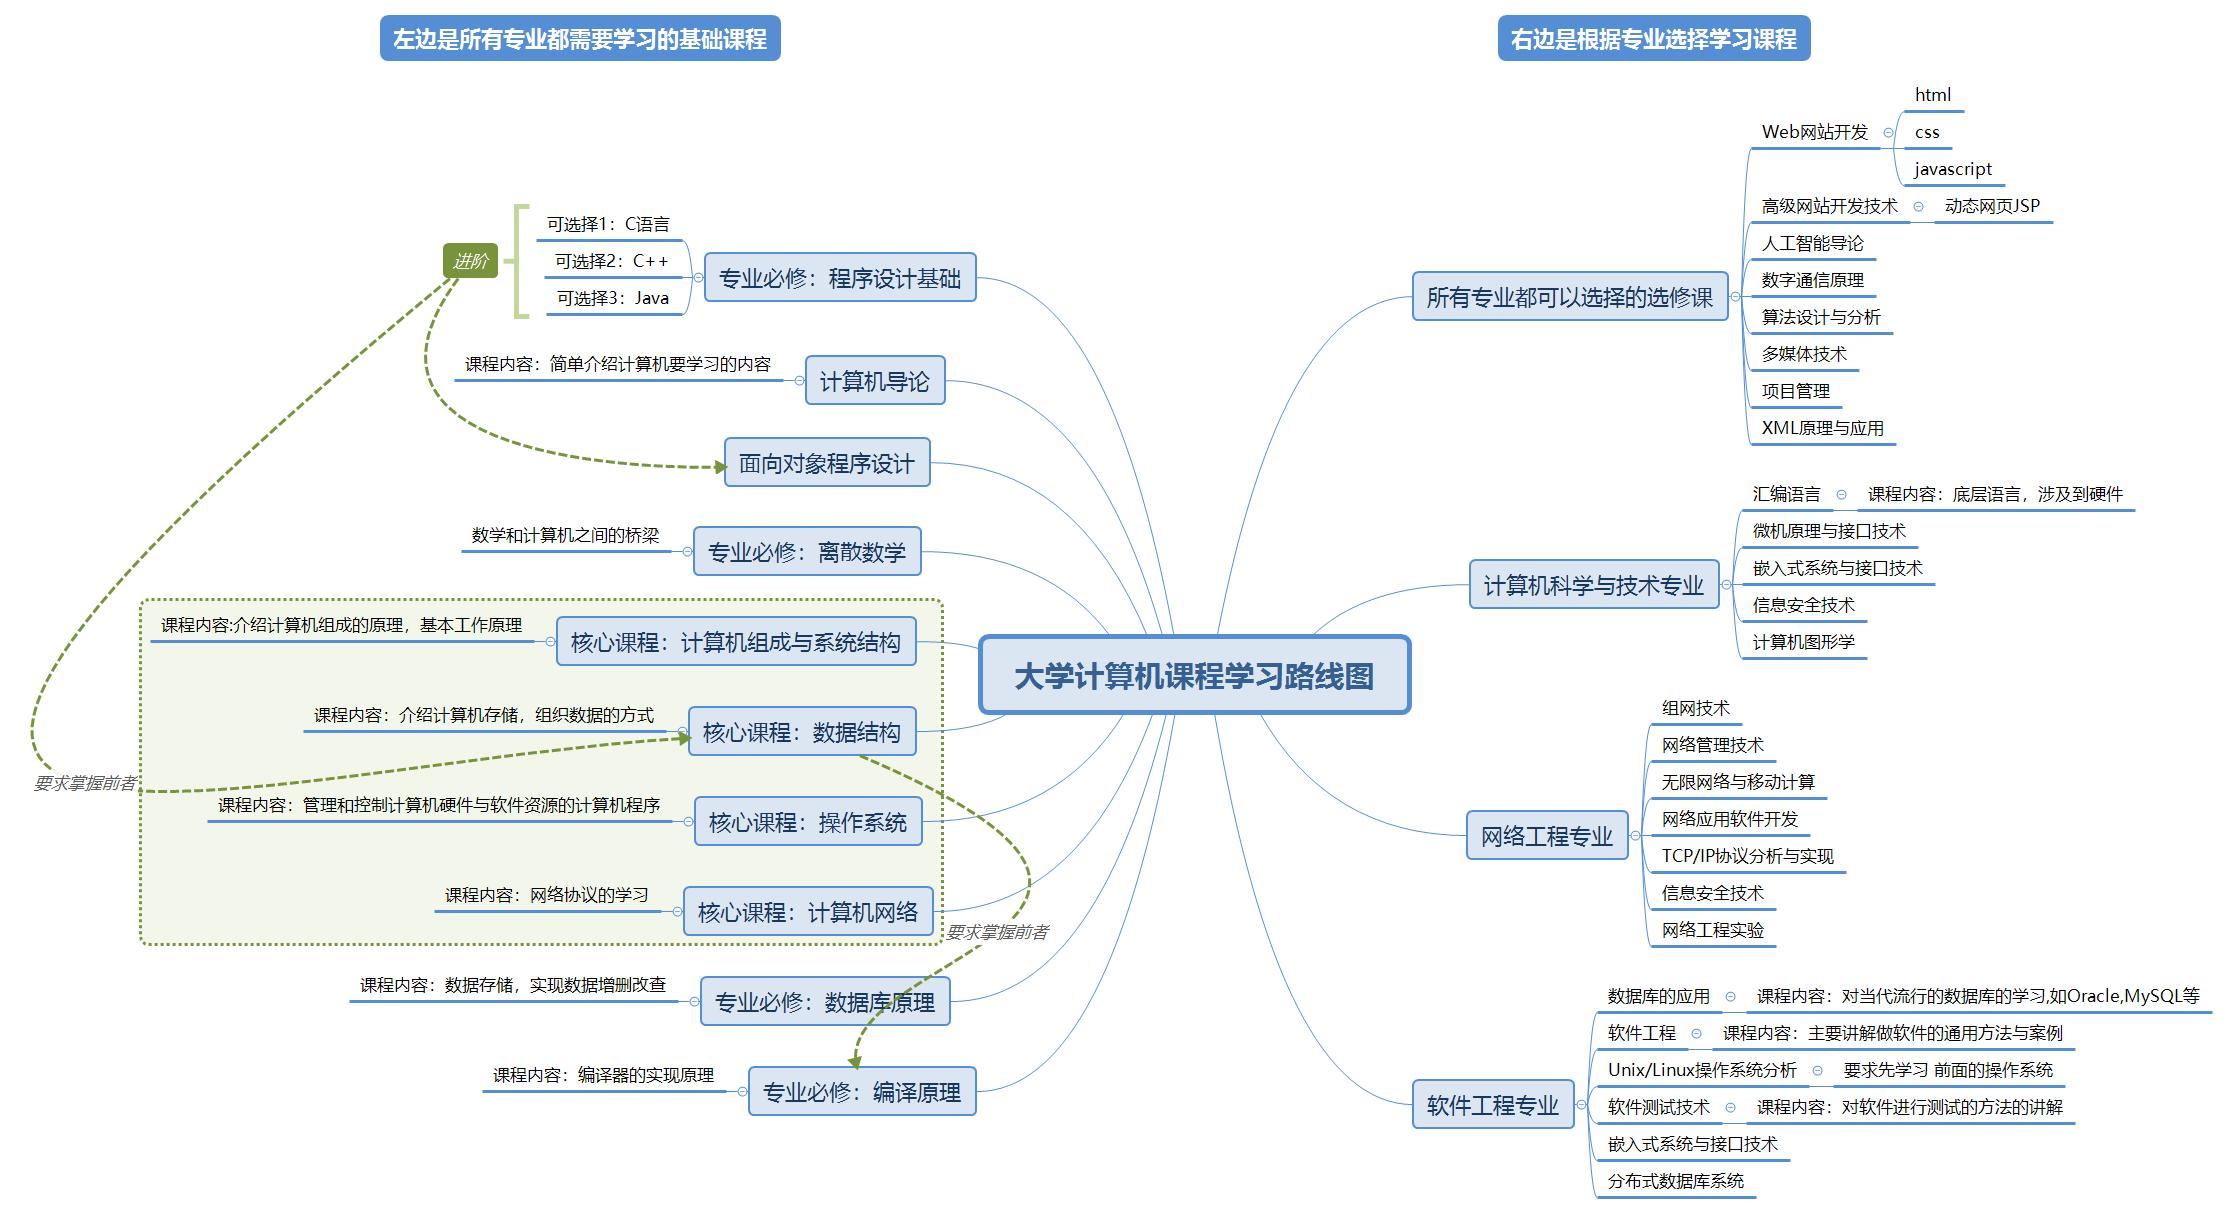 左边是所有专业都需要学习的基础课程
右边是根据专业选择学习课程
大学计算机课程学习路线图
进阶
可选择1：C语言
可选择2：C++
可选择3：Java
专业必修：程序设计基础
课程内容：简单介绍计算机要学习的内容
计算机导论
面向对象程序设计
数学和计算机之间的桥梁
专业必修：离散数学
课程内容:介绍计算机组成的原理，基本工作原理
核心课程：计算机组成与系统结构
课程内容：介绍计算机存储，组织数据的方式
核心课程：数据结构
要求掌握前者
课程内容：管理和控制计算机硬件与软件资源的计算机程序
核心课程：操作系统
课程内容：网络协议的学习
核心课程：计算机网络
要求掌握前者
课程内容：数据存储，实现数据增删改查
专业必修：数据库原理
课程内容：编译器的实现原理
专业必修：编译原理
所有专业都可以选择的选修课
Web网站开发
html
css
javascript
高级网站开发技术
动态网页JSP
人工智能导论
数字通信原理
算法设计与分析
多媒体技术
项目管理
XML原理与应用
计算机科学与技术专业
汇编语言
课程内容：底层语言，涉及到硬件
微机原理与接口技术
嵌入式系统与接口技术
信息安全技术
计算机图形学
网络工程专业
组网技术
网络管理技术
无限网络与移动计算
网络应用软件开发
TCP/IP协议分析与实现
信息安全技术
网络工程实验
软件工程专业
数据库的应用
课程内容：对当代流行的数据库的学习,如Oracle,MySQL等
软件工程
课程内容：主要讲解做软件的通用方法与案例
Unix/Linux操作系统分析
要求先学习 前面的操作系统
软件测试技术
课程内容：对软件进行测试的方法的讲解
嵌入式系统与接口技术
分布式数据库系统